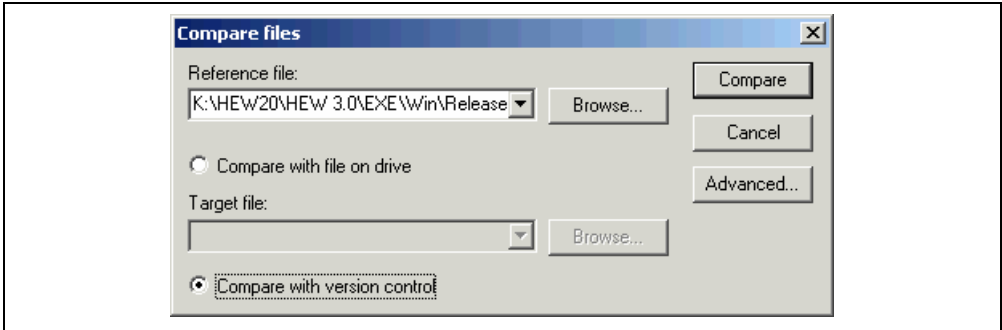 Compare files
Reference file:
K:\HEW20\HEW 3.0\EXE\Win\Release
Browse...
Compare
Cancel
Advanced...
Compare with file on drive
Target file:
Browse...
Compare with version control